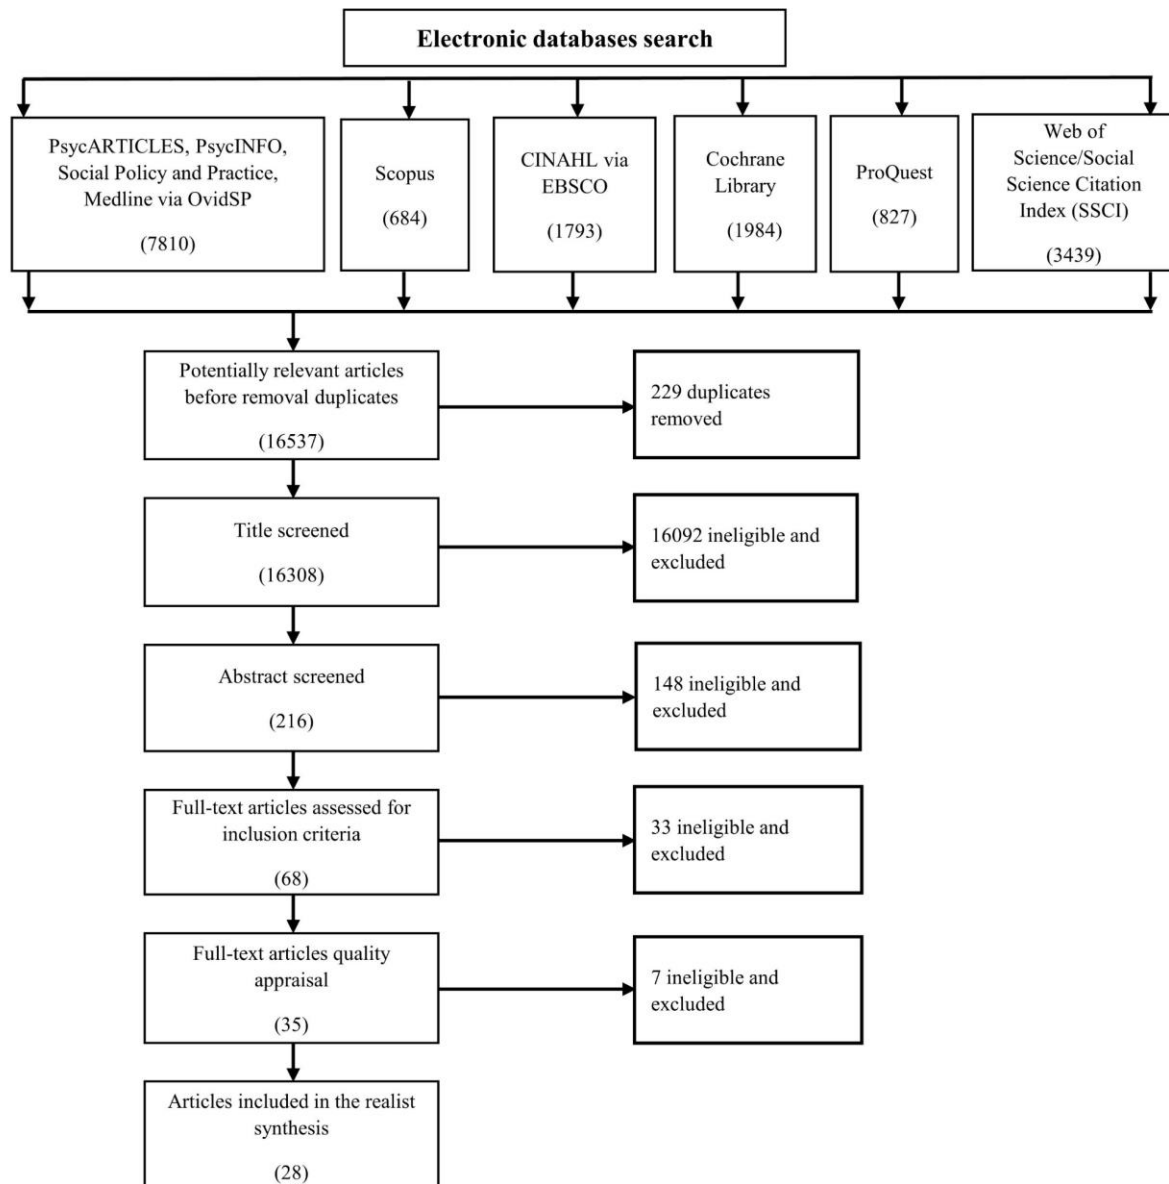 Electronic databases search
PsycARTICLES, PsycINFO,
Social Policy and Practice,
Medline via OvidSP
(7810)
Scopus
(684)
CINAHL via
EBSCO
(1793)
Cochrane
Library
(1984)
ProQuest
(827)
Web of
Science/Social
Science Citation
Index (SSCI)
(3439)
Potentially relevant articles
before removal duplicates
(16537)
229 duplicates
removed
Title screened
(16308)
16092 ineligible and
excluded
Abstract screened
(216)
148 ineligible and
excluded
Full-text articles assessed for
inclusion criteria
(68)
33 ineligible and
excluded
Full-text articles quality
appraisal
(35)
7 ineligible and
excluded
Articles included in the realist
synthesis
(28)